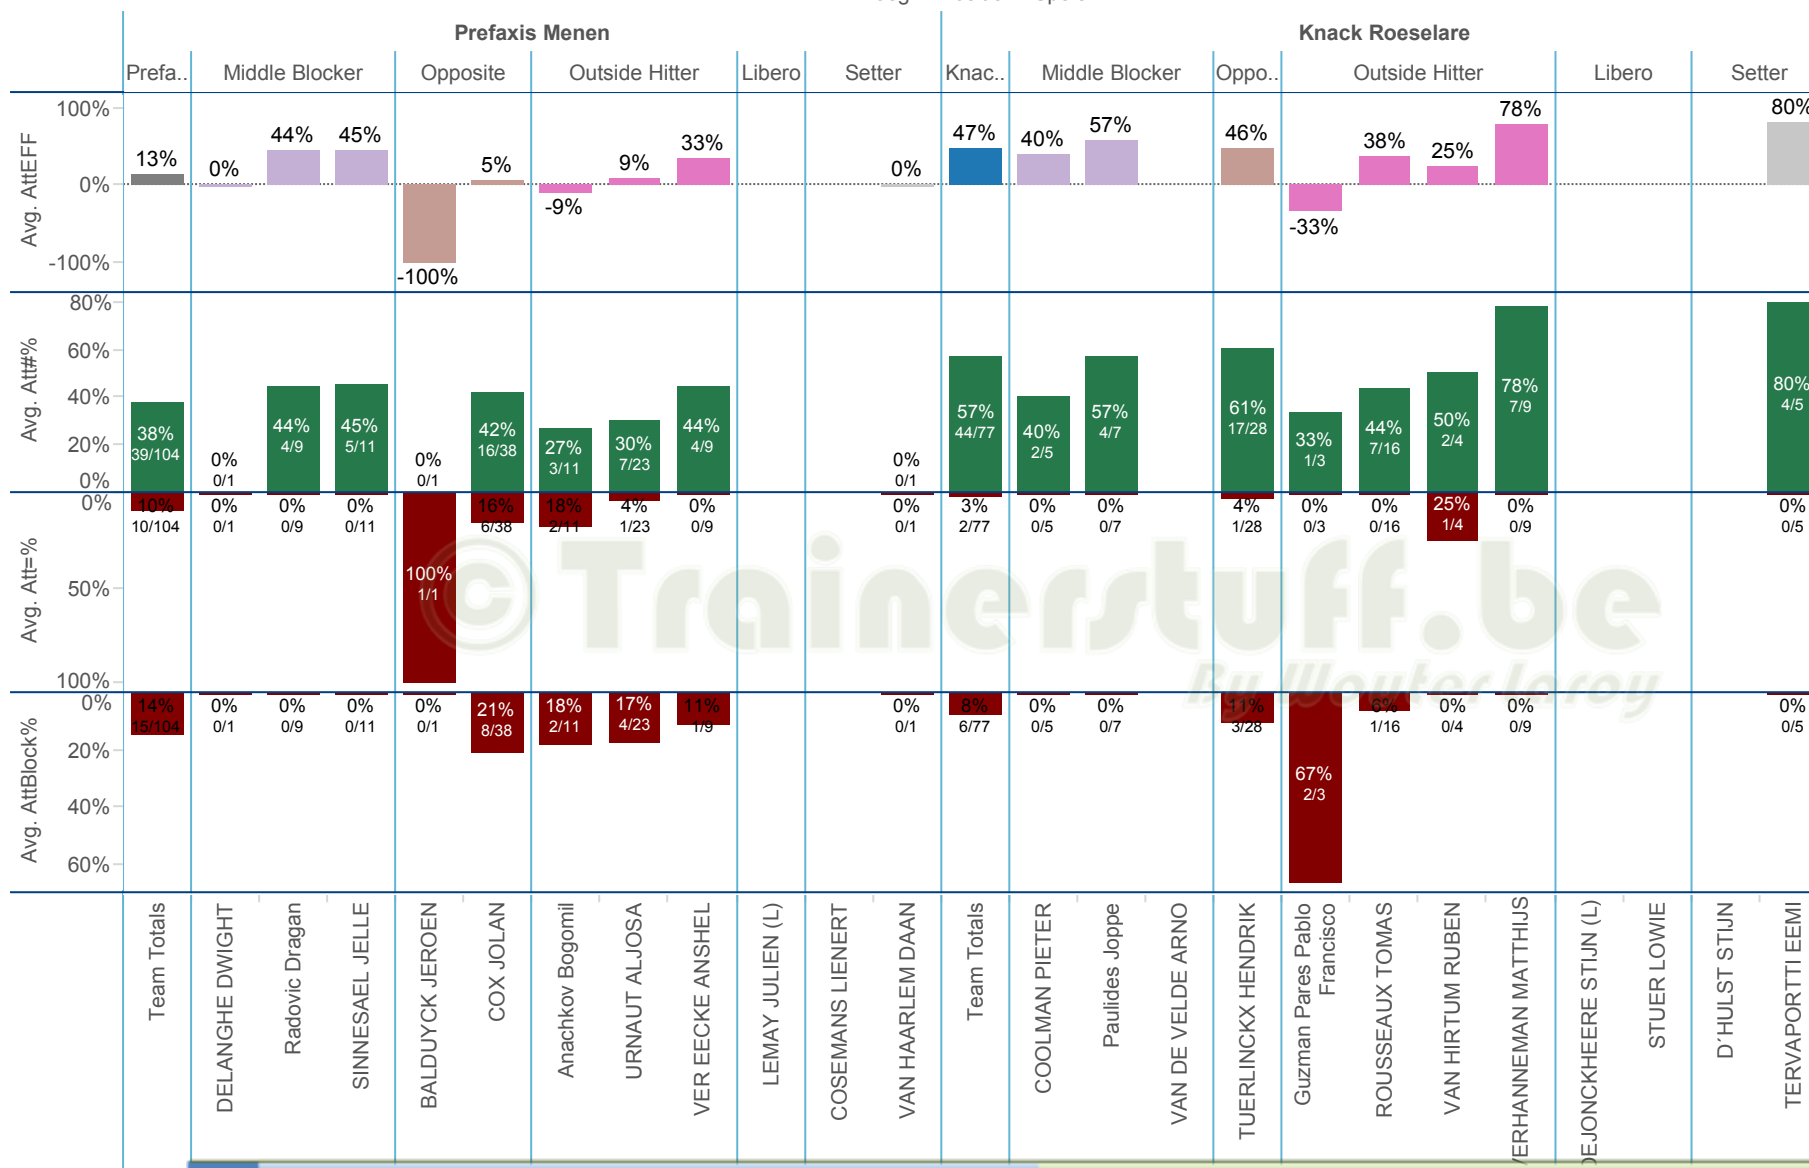 Prefaxis Menen Knack Roeselare
Prefa.. Middle Blocker Opposite Outside Hitter Libero Setter Knac.. Middle Blocker Oppo.. Outside Hitter Libero Setter
Avg. AttEFF
100%
0%
-100%
13% 0% 44% 45% -100% 5% -9% 9% 33% 0% 47% 40% 57% 46% -33% 38% 25% 78% 80%
Avg. Att#%
80%
60%
40%
20%
0%
38% 0% 44% 45% 0% 42% 27% 30% 44% 0% 57% 40% 57% 61% 33% 44% 50% 78% 80%
39/104 0/1 4/9 5/11 0/1 16/38 3/11 7/23 4/9 0/1 44/77 2/5 4/7 17/28 1/3 7/16 2/4 7/9 4/5
Avg. Att=%
0%
50%
100%
10% 0% 0% 0% 100% 16% 18% 4% 0% 0% 3% 0% 0% 4% 0% 0% 25% 0% 0%
10/104 0/1 0/9 0/11 1/1 6/38 2/11 1/23 0/9 0/1 2/77 0/5 0/7 1/28 0/3 0/16 1/4 0/9 0/5
© Trainerstuff.be
By Wouter Laroy
Avg. AttBlock%
0%
20%
40%
60%
14% 0% 0% 0% 0% 21% 18% 17% 11% 0% 8% 0% 0% 11% 67% 6% 0% 0% 0%
15/104 0/1 0/9 0/11 0/1 8/38 2/11 4/23 1/9 0/1 6/77 0/5 0/7 3/28 2/3 1/16 0/4 0/9 0/5
Team Totals
DELANGHE DWIGHT
Radovic Dragan
SINNESAEL JELLE
BALDUYCK JEROEN
COX JOLAN
Anachkov Bogomil
URNAUT ALJOSA
VER EECKE ANSHEL
LEMAY JULIEN (L)
COSEMANS LIENERT
VAN HAARLEM DAAN
Team Totals
COOLMAN PIETER
Paulides Joppe
VAN DE VELDE ARNO
TUERLINCKX HENDRIK
Guzman Pares Pablo
Francisco
ROUSSEAUX TOMAS
VAN HIRTUM RUBEN
VERHANNEMAN MATTHIJS
DEJONCKHEERE STIJN (L)
STUER LOWIE
D'HULST STIJN
TERVAPORTTI EEMI